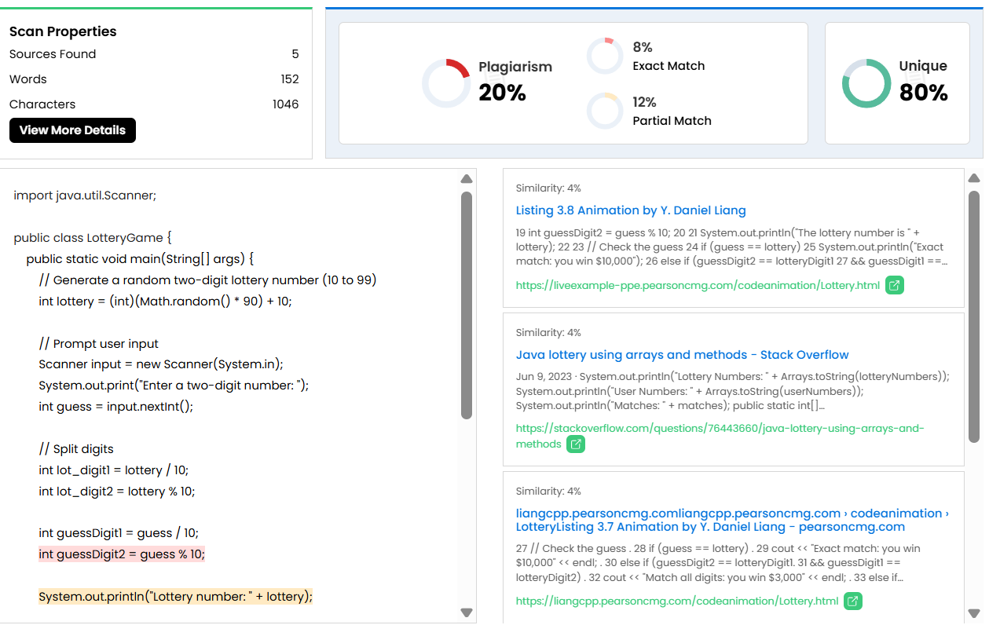 Scan Properties
Sources Found 5
Words 152
Characters 1046
View More Details
Plagiarism
20%
8%
Exact Match
12%
Partial Match
Unique
80%
import java.util.Scanner;
public class LotteryGame {
public static void main(String[] args) {
// Generate a random two-digit lottery number (10 to 99)
int lottery = (int)(Math.random() * 90) + 10;
// Prompt user input
Scanner input = new Scanner(System.in);
System.out.print("Enter a two-digit number: ");
int guess = input.nextInt();
// Split digits
int lot_digit1 = lottery / 10;
int lot_digit2 = lottery % 10;
int guessDigit1 = guess / 10;
int guessDigit2 = guess % 10;
System.out.println("Lottery number: " + lottery);
Similarity: 4%
Listing 3.8 Animation by Y. Daniel Liang
19 int guessDigit2 = guess % 10; 20 21 System.out.println("The lottery number is " +
lottery); 22 23 // Check the guess 24 if (guess == lottery) 25 System.out.println("Exact
match: you win $10,000"); 26 else if (guessDigit2 == lotteryDigit1 27 && guessDigit1 ==...
https://liveexample-ppe.pearsoncmg.com/codeanimation/Lottery.html
Similarity: 4%
Java lottery using arrays and methods - Stack Overflow
Jun 9, 2023 · System.out.println("Lottery Numbers: " + Arrays.toString(lotteryNumbers));
System.out.println("User Numbers: " + Arrays.toString(userNumbers));
System.out.println("Matches: " + matches); public static int[]...
https://stackoverflow.com/questions/76443660/java-lottery-using-arrays-and-
methods
Similarity: 4%
liangcpp.pearsoncmg.comliangcpp.pearsoncmg.com › codeanimation ›
LotteryListing 3.7 Animation by Y. Daniel Liang - pearsoncmg.com
27 // Check the guess . 28 if (guess == lottery) . 29 cout << "Exact match: you win
$10,000" << endl; . 30 else if (guessDigit2 == lotteryDigit1. 31 && guessDigit1 ==
lotteryDigit2) . 32 cout << "Match all digits: you win $3,000" << endl; . 33 else if...
https://liangcpp.pearsoncmg.com/codeanimation/Lottery.html